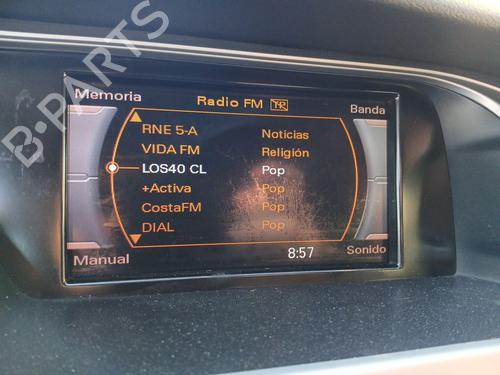 B-PARTS
Memoria
Radio FM TP
Banda
RNE 5-A Noticias
VIDA FM Religión
LOS40 CL Pop
+Activa Pop
CostaFM Pop
DIAL Pop
Manual
8:57
Sonido